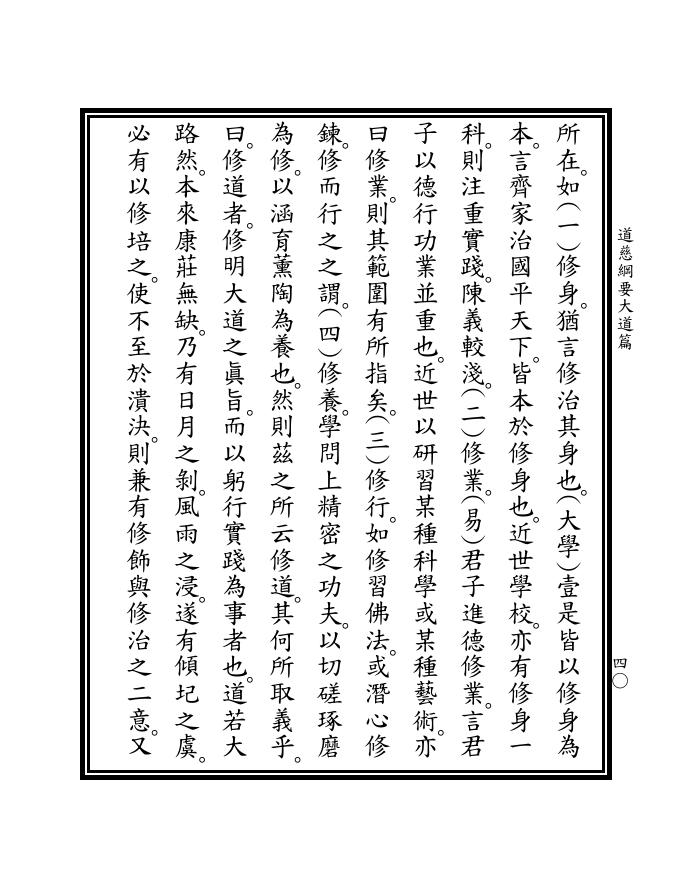 道慈綱要大道篇
四〇
所在。如(一)修身。猶言修治其身也。(大學)壹是皆以修身為
本。言齊家治國平天下。皆本於修身也。近世學校。亦有修身一
科。則注重實踐。陳義較淺。(二)修業。(易)君子進德修業。言君
子以德行功業並重也。近世以研習某種科學或某種藝術。亦
曰修業。則其範圍有所指矣。(三)修行。如修習佛法。或潛心修
鍊。修而行之之謂。(四)修養。學問上精密之功夫。以切磋琢磨
為修。以涵育薰陶為養也。然則茲之所云修道。其何所取義乎。
曰。修道者。修明大道之眞旨。而以躬行實踐為事者也。道若大
路然。本來康莊無缺。乃有日月之剝。風雨之浸。遂有傾圮之虞。
必有以修培之。使不至於潰決。則兼有修飾與修治之二意。又